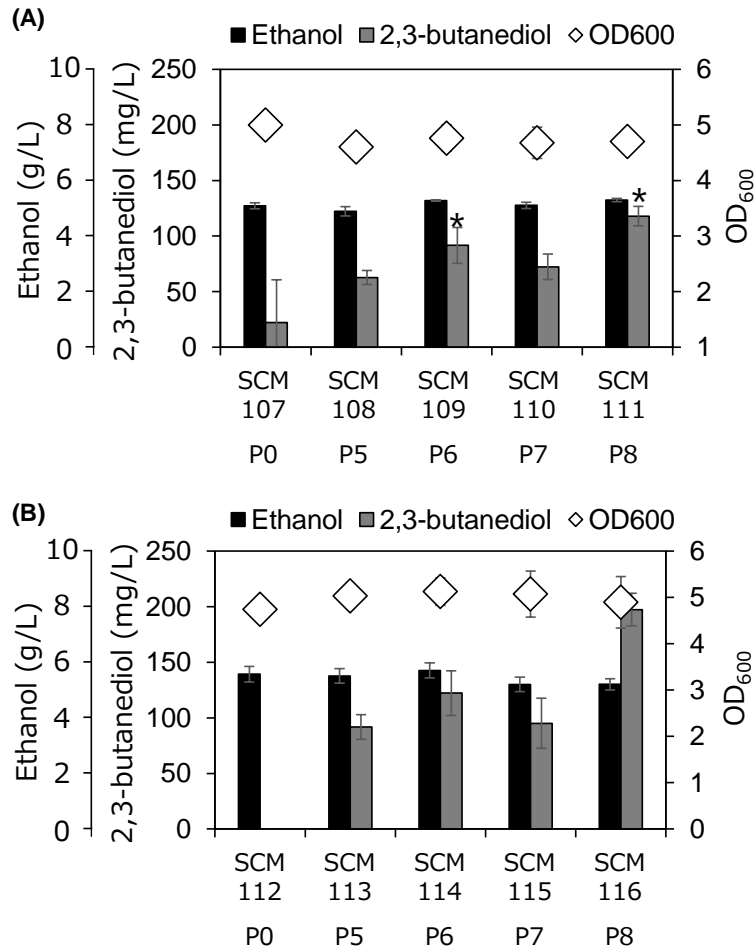 (A)
Ethanol 2,3-butanediol OD600
Ethanol (g/L)
10
8
6
4
2
0
2,3-butanediol (mg/L)
250
200
150
100
50
0
* *
6
5
4
3
2
1
OD600
SCM SCM SCM SCM SCM
107 108 109 110 111
P0 P5 P6 P7 P8
(B)
Ethanol 2,3-butanediol OD600
Ethanol (g/L)
10
8
6
4
2
0
2,3-butanediol (mg/L)
250
200
150
100
50
0
6
5
4
3
2
1
0
OD600
SCM SCM SCM SCM SCM
112 113 114 115 116
P0 P5 P6 P7 P8